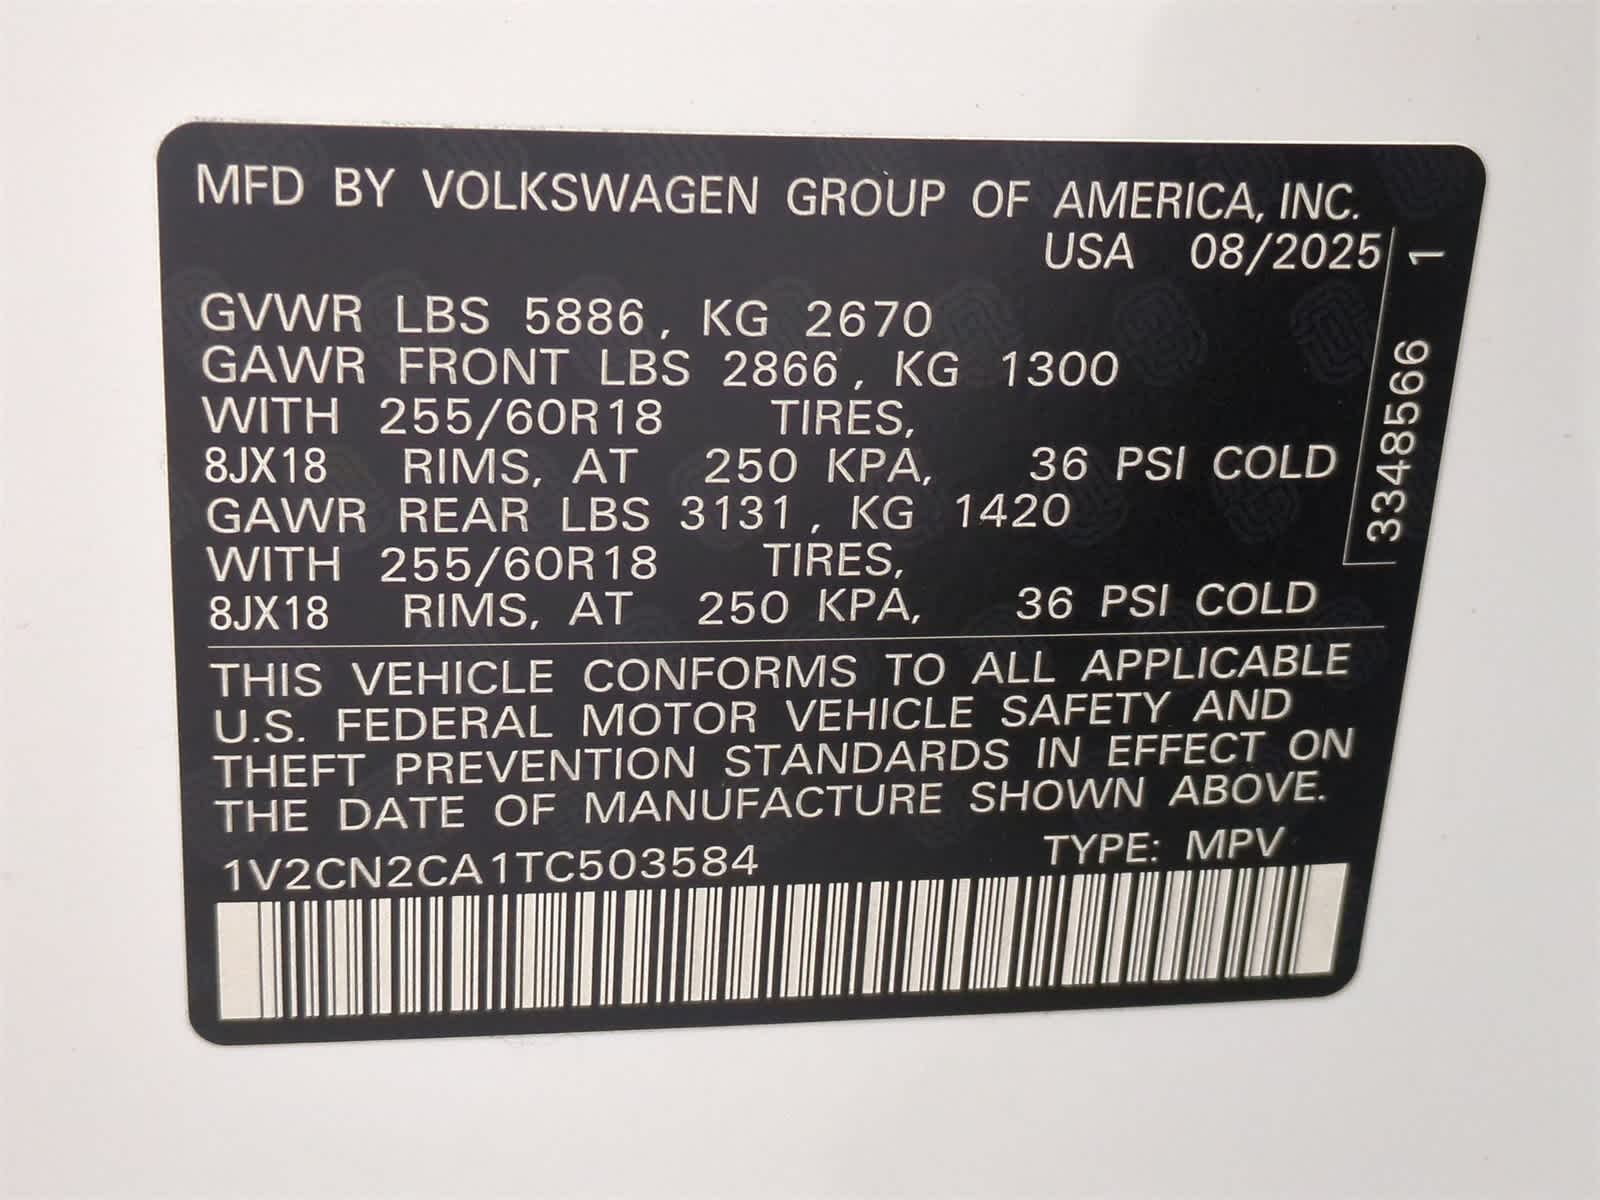 MFD BY VOLKSWAGEN GROUP OF AMERICA, INC.
USA 08/2025
GVWR LBS 5886, KG 2670
GAWR FRONT LBS 2866, KG 1300
WITH 255/60R18 TIRES,
8JX18 RIMS, AT 250 KPA, 36 PSI COLD
GAWR REAR LBS 3131, KG 1420
WITH 255/60R18 TIRES,
8JX18 RIMS, AT 250 KPA, 36 PSI COLD
3348566 1
THIS VEHICLE CONFORMS TO ALL APPLICABLE
U.S. FEDERAL MOTOR VEHICLE SAFETY AND
THEFT PREVENTION STANDARDS IN EFFECT ON
THE DATE OF MANUFACTURE SHOWN ABOVE.
1V2CN2CA1TC503584 TYPE: MPV